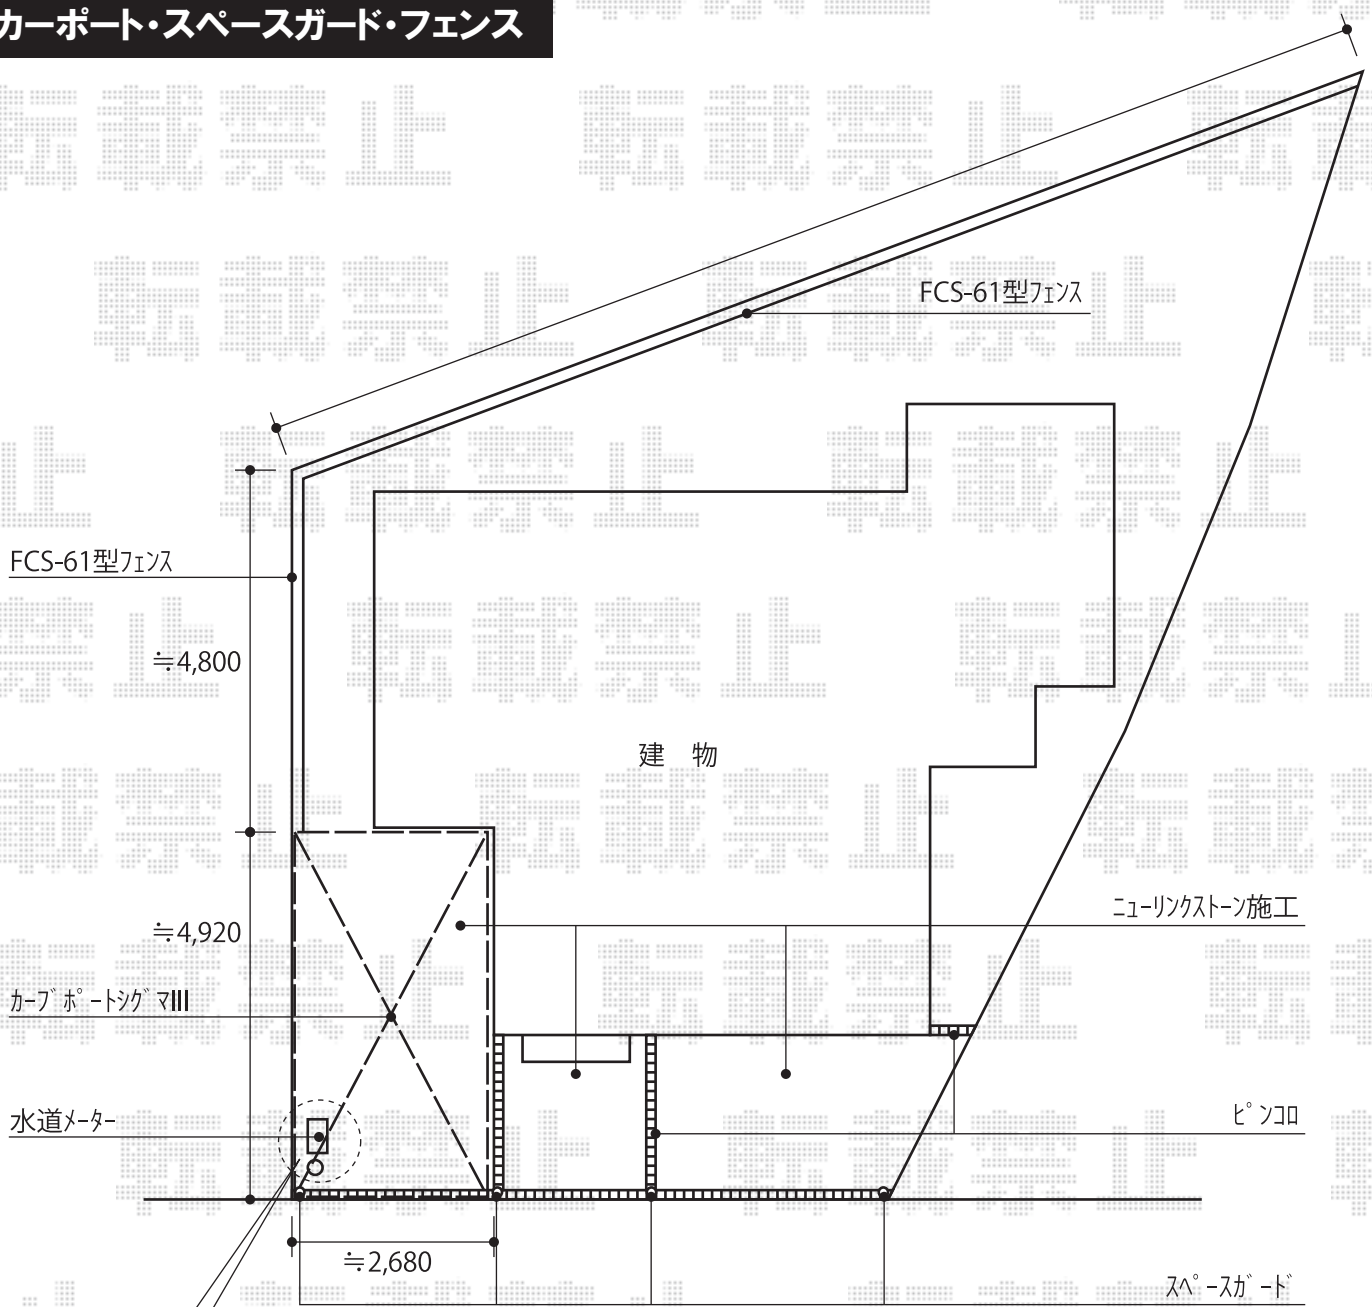 カーポート・スペースガード・フェンス
FCS-61型フェンス
FCS-61型フェンス
≒4,800
建 物
ニューリンクストーン施工
≒4,920
カーブポートシグマIII
水道メーター
ピンコロ
≒2,680
スペースガード
転載禁止